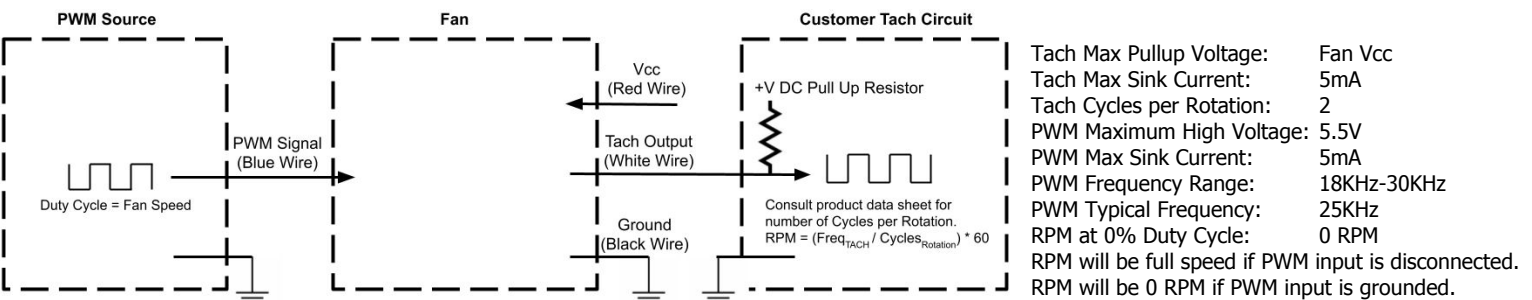 PWM Source
Fan
Customer Tach Circuit
PWM Signal
(Blue Wire)
Duty Cycle = Fan Speed
Vcc
(Red Wire)
Tach Output
(White Wire)
Ground
(Black Wire)
+V DC Pull Up Resistor
Consult product data sheet for
number of Cycles per Rotation.
RPM = (Freq_TACH / Cycles_Rotation) * 60
Tach Max Pullup Voltage: Fan Vcc
Tach Max Sink Current: 5mA
Tach Cycles per Rotation: 2
PWM Maximum High Voltage: 5.5V
PWM Max Sink Current: 5mA
PWM Frequency Range: 18KHz-30KHz
PWM Typical Frequency: 25KHz
RPM at 0% Duty Cycle: 0 RPM
RPM will be full speed if PWM input is disconnected.
RPM will be 0 RPM if PWM input is grounded.